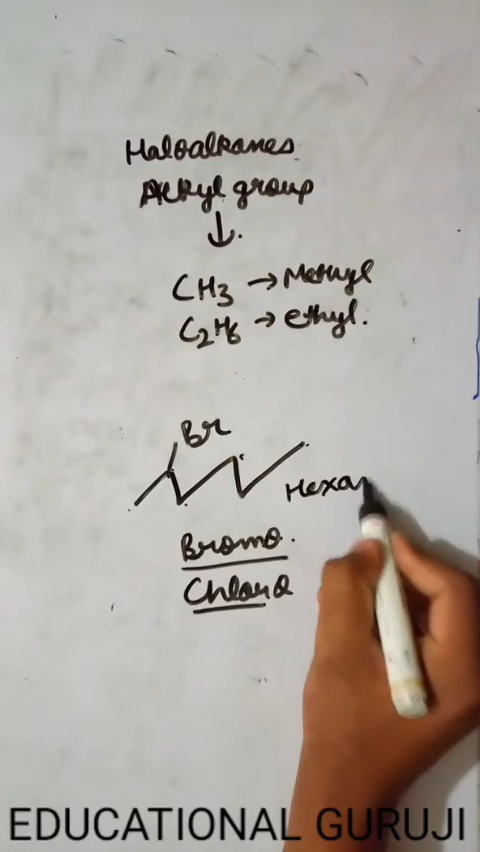 Haloalkanes
Alkyl group
↓.
CH3 → Methyl
C2H5 → ethyl.
Br
Hexan
Bromo.
Chloro
EDUCATIONAL GURUJI